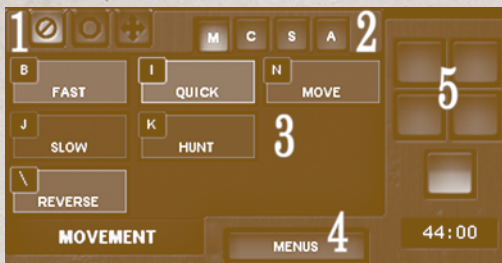 1 M C S A 2
B I N
FAST QUICK MOVE
5
J K
SLOW HUNT 3
\
REVERSE
MOVEMENT MENUS 4 44:00